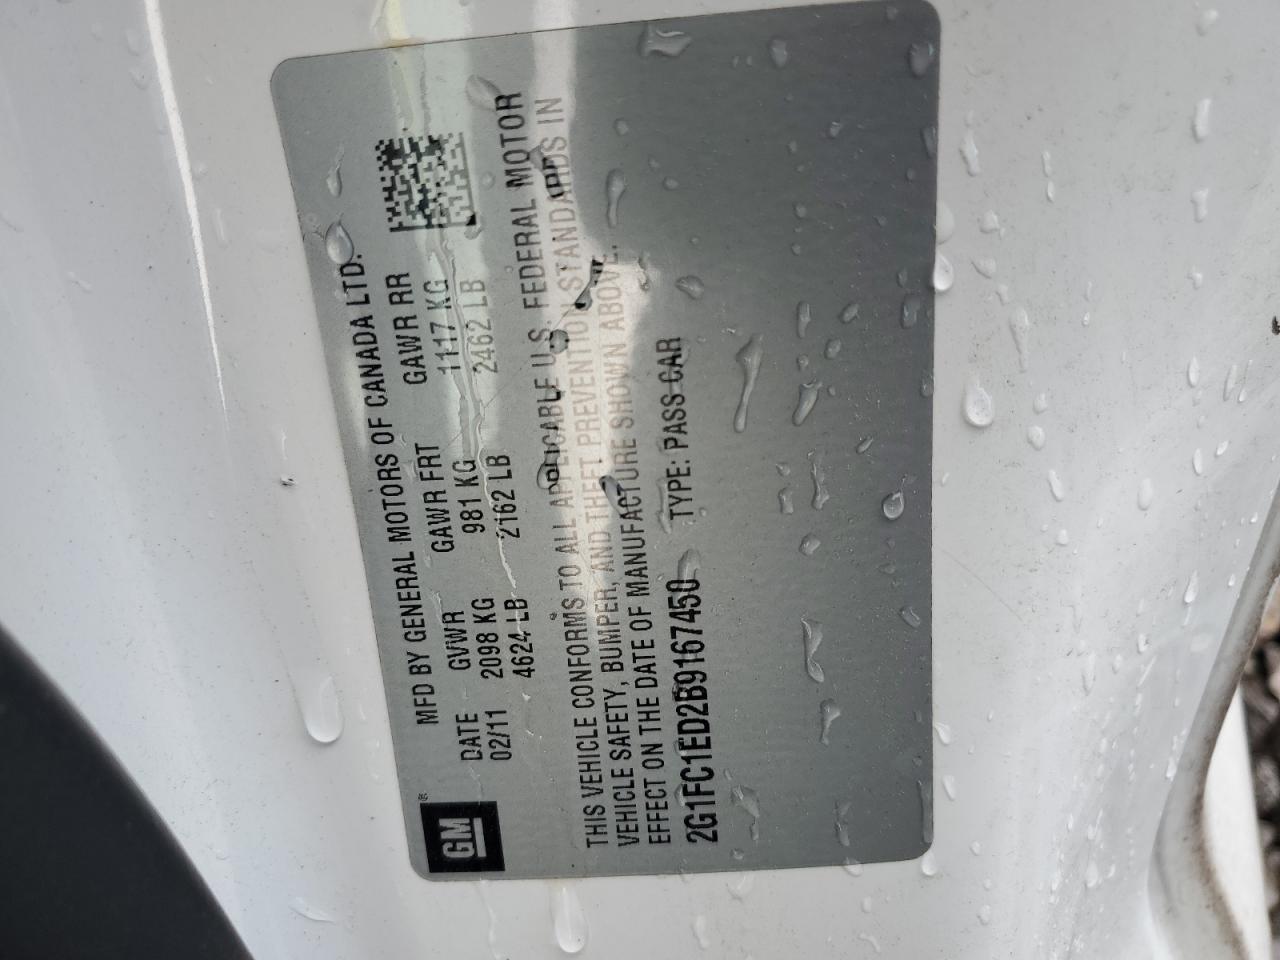 MFD BY GENERAL MOTORS OF CANADA LTD.
DATE GVWR GAWR FRT GAWR RR
02/11 2098 KG 981 KG 1117 KG
4624 LB 2162 LB 2462 LB
GM®
THIS VEHICLE CONFORMS TO ALL APPLICABLE U.S. FEDERAL MOTOR
VEHICLE SAFETY, BUMPER, AND THEFT PREVENTION STANDARDS IN
EFFECT ON THE DATE OF MANUFACTURE SHOWN ABOVE.
2G1FC1ED2B9167450 TYPE: PASS CAR